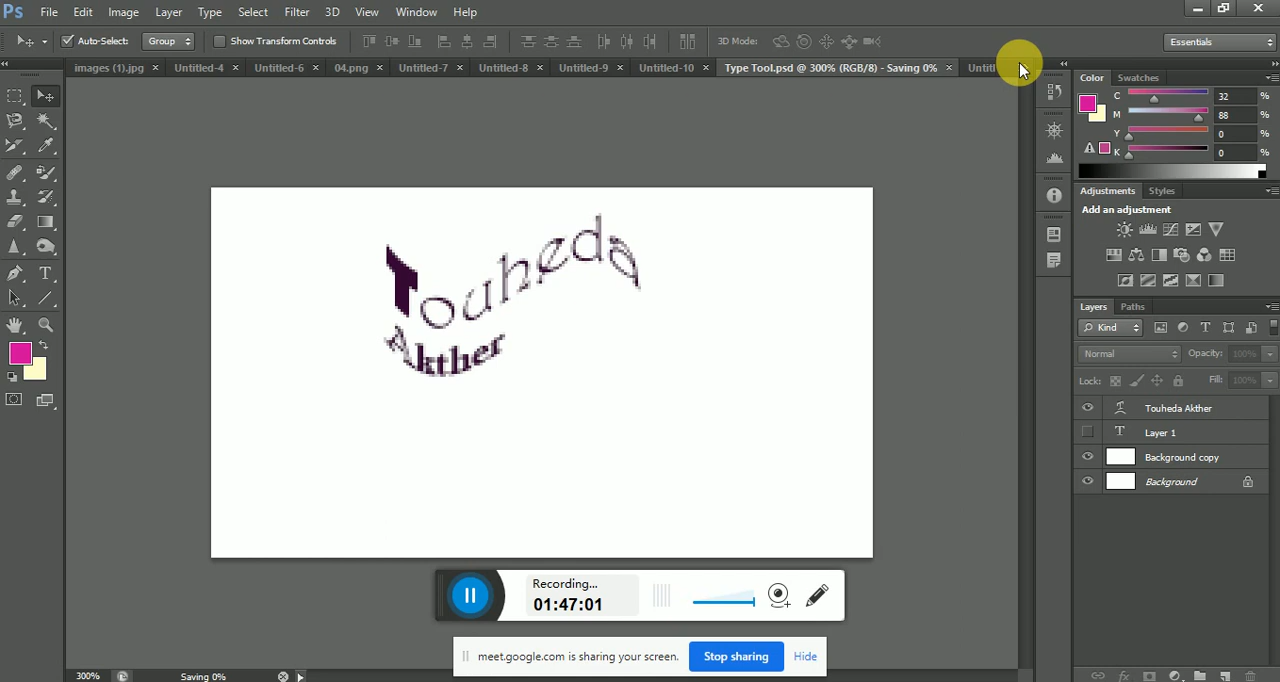 Ps File Edit Image Layer Type Select Filter 3D View Window Help
Auto-Select: Group Show Transform Controls 3D Mode: Essentials
images (1).jpg × Untitled-4 × Untitled-6 × 04.png × Untitled-7 × Untitled-8 × Untitled-9 × Untitled-10 × Type Tool.psd @ 300% (RGB/8) - Saving 0% ×
Color Swatches
C 32 %
M 88 %
Y 0 %
K 0 %
Adjustments Styles
Add an adjustment
Touheda
Akther
Layers Paths
Kind
Normal Opacity: 100%
Lock: Fill: 100%
Touheda Akther
Layer 1
Background copy
Background
Recording...
01:47:01
meet.google.com is sharing your screen. Stop sharing Hide
300% Saving 0%